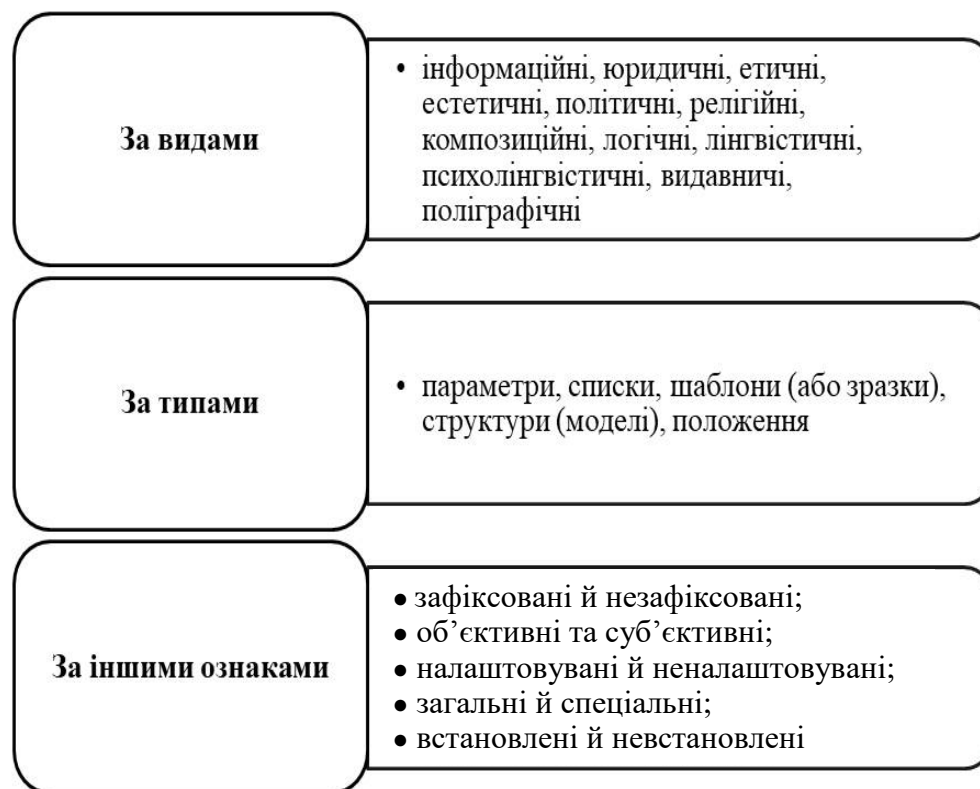 За видами
• інформаційні, юридичні, етичні,
естетичні, політичні, релігійні,
композиційні, логічні, лінгвістичні,
психолінгвістичні, видавничі,
поліграфічні
За типами
• параметри, списки, шаблони (або зразки),
структури (моделі), положення
За іншими ознаками
• зафіксовані й незафіксовані;
• об’єктивні та суб’єктивні;
• налаштовувані й неналаштовувані;
• загальні й спеціальні;
• встановлені й невстановлені